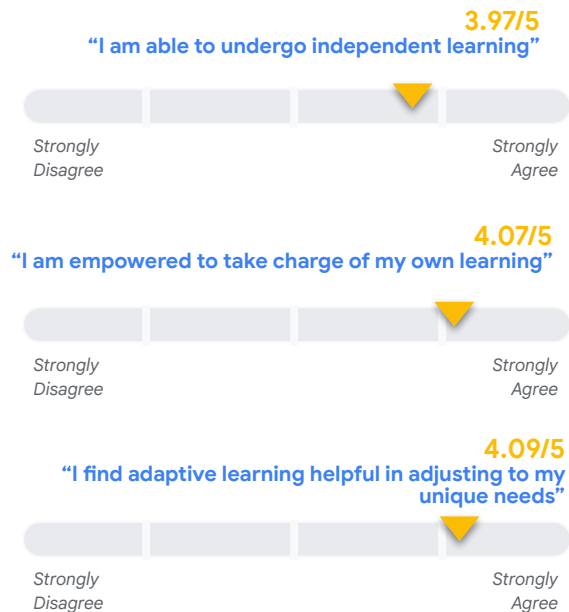 3.97/5
“I am able to undergo independent learning”
Strongly Disagree
Strongly Agree
4.07/5
“I am empowered to take charge of my own learning”
Strongly Disagree
Strongly Agree
4.09/5
“I find adaptive learning helpful in adjusting to my
unique needs”
Strongly Disagree
Strongly Agree